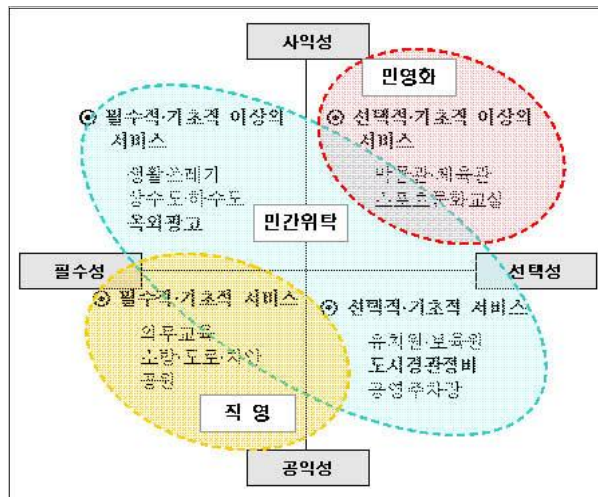 사익성
민영화
⊙ 필수적·기초적 이상의
서비스
생활쓰레기
상수도·하수도
옥외광고
⊙ 선택적·기초적 이상의
서비스
박물관·체육관
스포츠문화교실
민간위탁
필수성
선택성
⊙ 필수적·기초적 서비스
의무교육
소방·도로·치안
공원
⊙ 선택적·기초적 서비스
유치원·보육원
도시경관정비
공영주차장
직 영
공익성